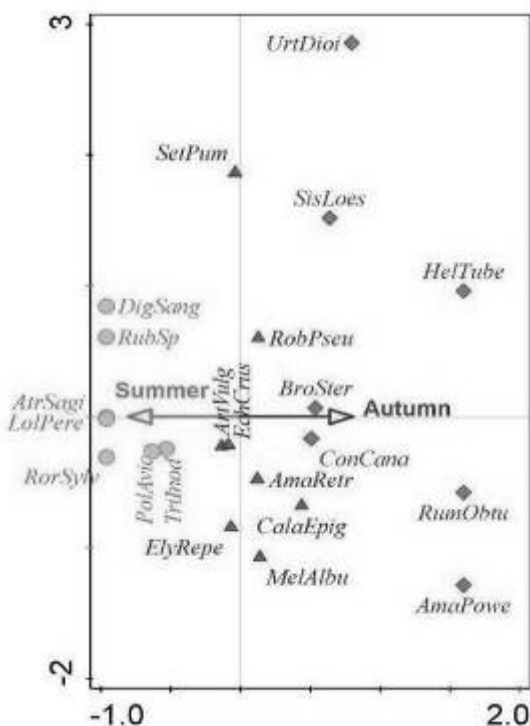 3
UrtDioi
SetPum
SisLoes
HelTube
DigSang
RubSp
RobPseu
Summer
ArtVulg
EchCrus
BroSter
Autumn
AtrSagi
LolPere
ConCana
RorSylv
PolAvic
TriInod
AmaRetr
CalaEpig
RumObtu
ElyRepe
MelAlbu
AmaPowe
-2
-1.0
2.0